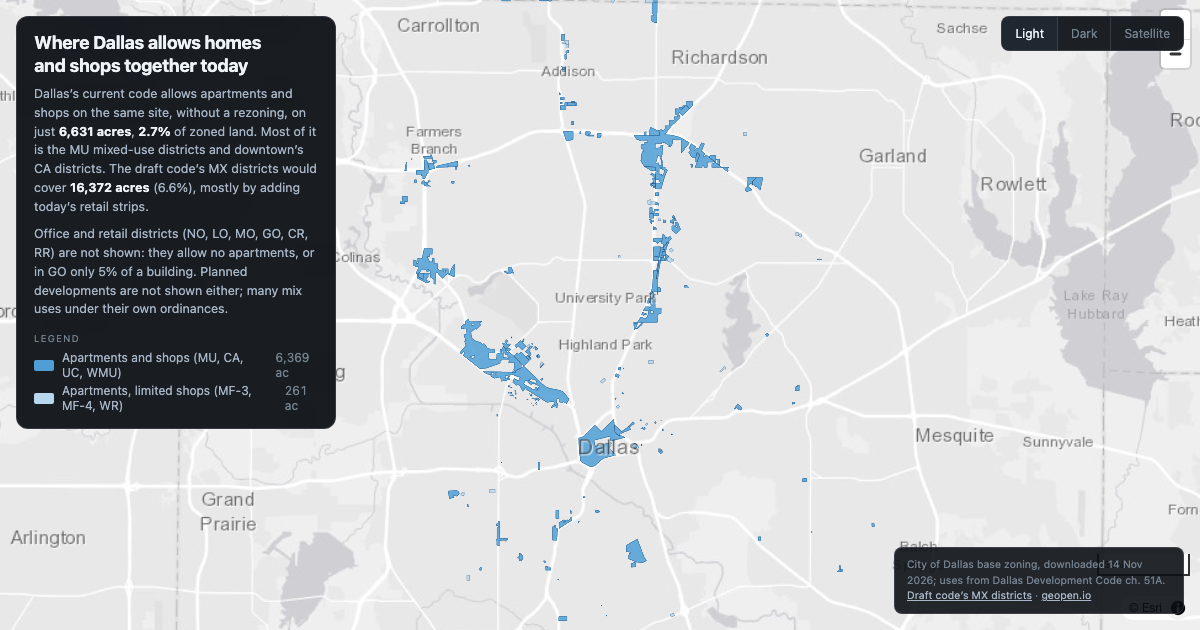 Where Dallas allows homes
and shops together today
Dallas's current code allows apartments and
shops on the same site, without a rezoning, on
just 6,631 acres, 2.7% of zoned land. Most of it
is the MU mixed-use districts and downtown's
CA districts. The draft code's MX districts would
cover 16,372 acres (6.6%), mostly by adding
today's retail strips.
Office and retail districts (NO, LO, MO, GO, CR,
RR) are not shown: they allow no apartments, or
in GO only 5% of a building. Planned
developments are not shown either; many mix
uses under their own ordinances.
LEGEND
Apartments and shops (MU, CA, UC, WMU) 6,369 ac
Apartments, limited shops (MF-3, MF-4, WR) 261 ac
Light Dark Satellite
Carrollton
Addison
Richardson
Sachse
Farmers
Branch
Garland
Rowlett
Colinas
University Park
Highland Park
Lake Ray
Hubbard
Heath
Dallas
Mesquite
Sunnyvale
Grand
Prairie
Arlington
Forn
Balch
City of Dallas base zoning, downloaded 14 Nov
2026; uses from Dallas Development Code ch. 51A.
Draft code's MX districts · geopen.io
© Esri